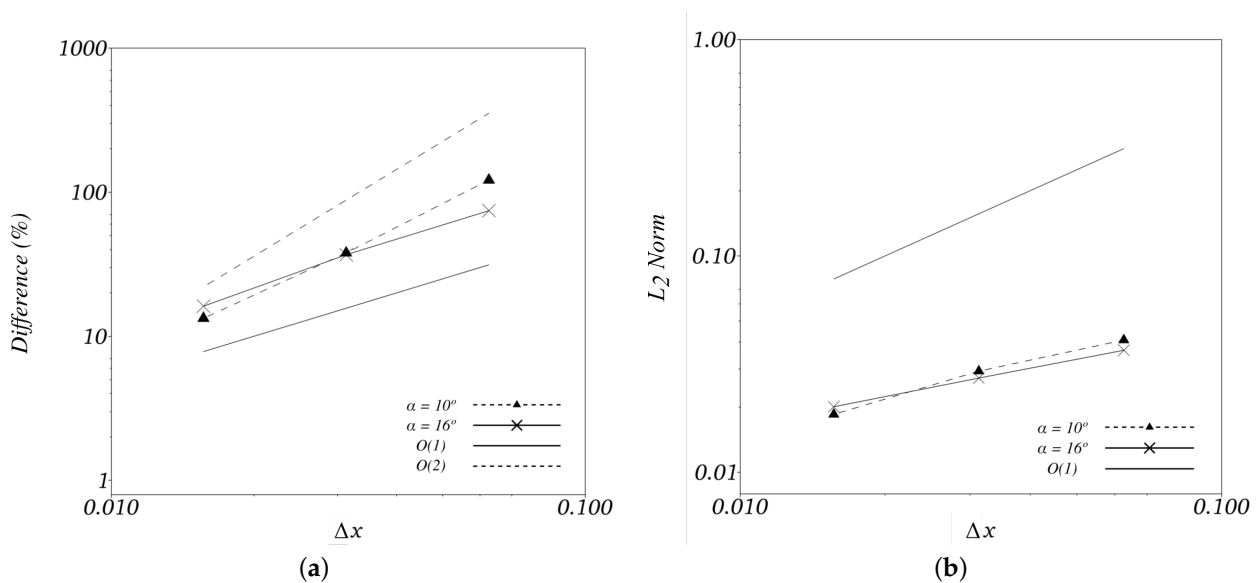 1000
100
10
1
0.010
0.100
Difference (%)
Δx
α = 10º
α = 16º
O(1)
O(2)
(a)
1.00
0.10
0.01
0.010
0.100
L2 Norm
Δx
α = 10º
α = 16º
O(1)
(b)